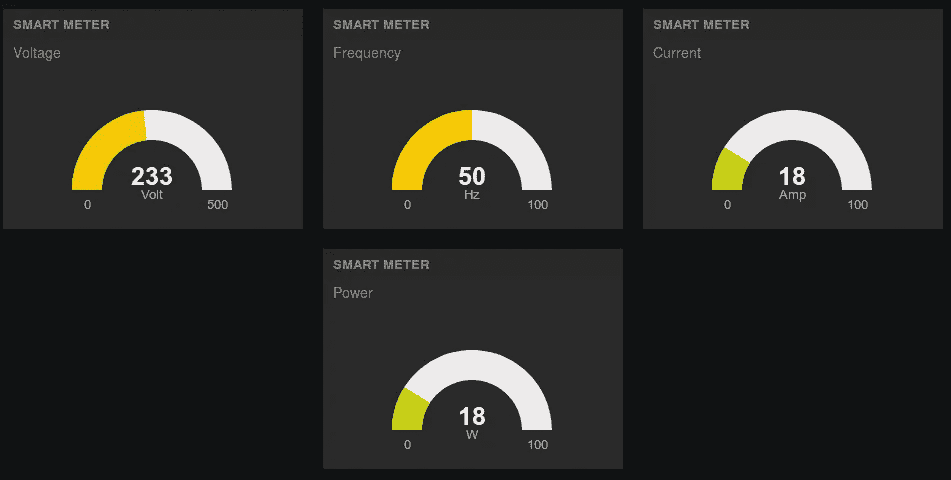 SMART METER
Voltage
233
Volt
0 500
SMART METER
Frequency
50
Hz
0 100
SMART METER
Current
18
Amp
0 100
SMART METER
Power
18
W
0 100